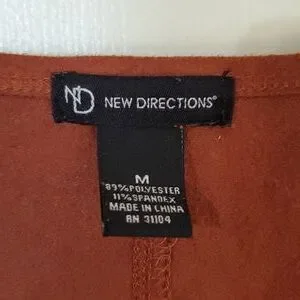 ND NEW DIRECTIONS®
M
89% POLYESTER
11% SPANDEX
MADE IN CHINA
RN 31104